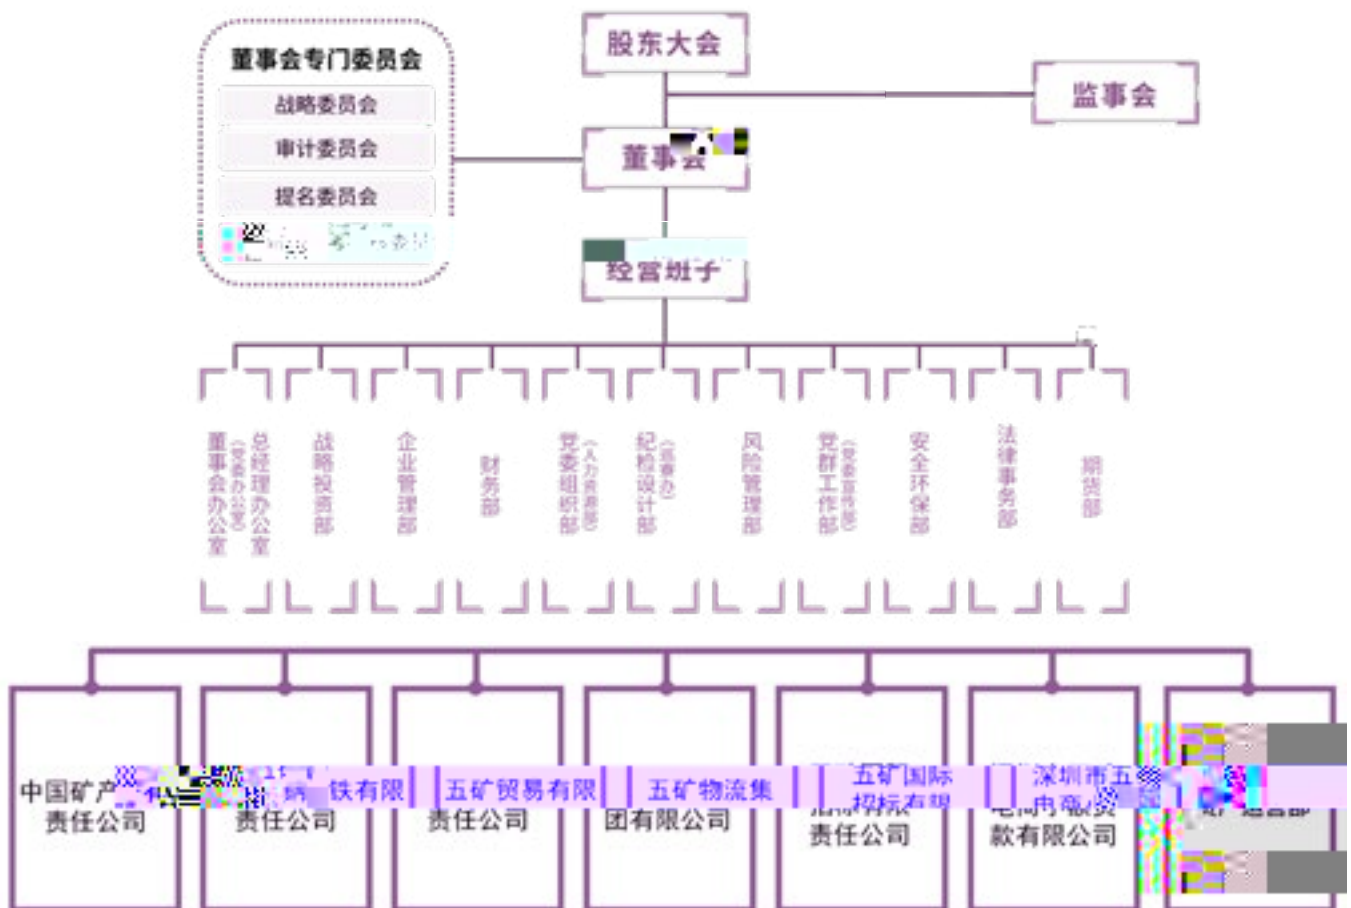 股东大会
监事会
董事会专门委员会
战略委员会
审计委员会
提名委员会
董事会
经营班子
董事会办公室
(党委办公室)
总经理办公室
战略投资部
企业管理部
财务部
党委组织部
(人力资源部)
纪检设计部
(巡察办)
风险管理部
党群工作部
(党委宣传部)
安全环保部
法律事务部
期货部
中国矿产
责任公司
铁有限
责任公司
五矿贸易有限
责任公司
五矿物流集
团有限公司
五矿国际
招标有限
责任公司
深圳市五
款有限公司